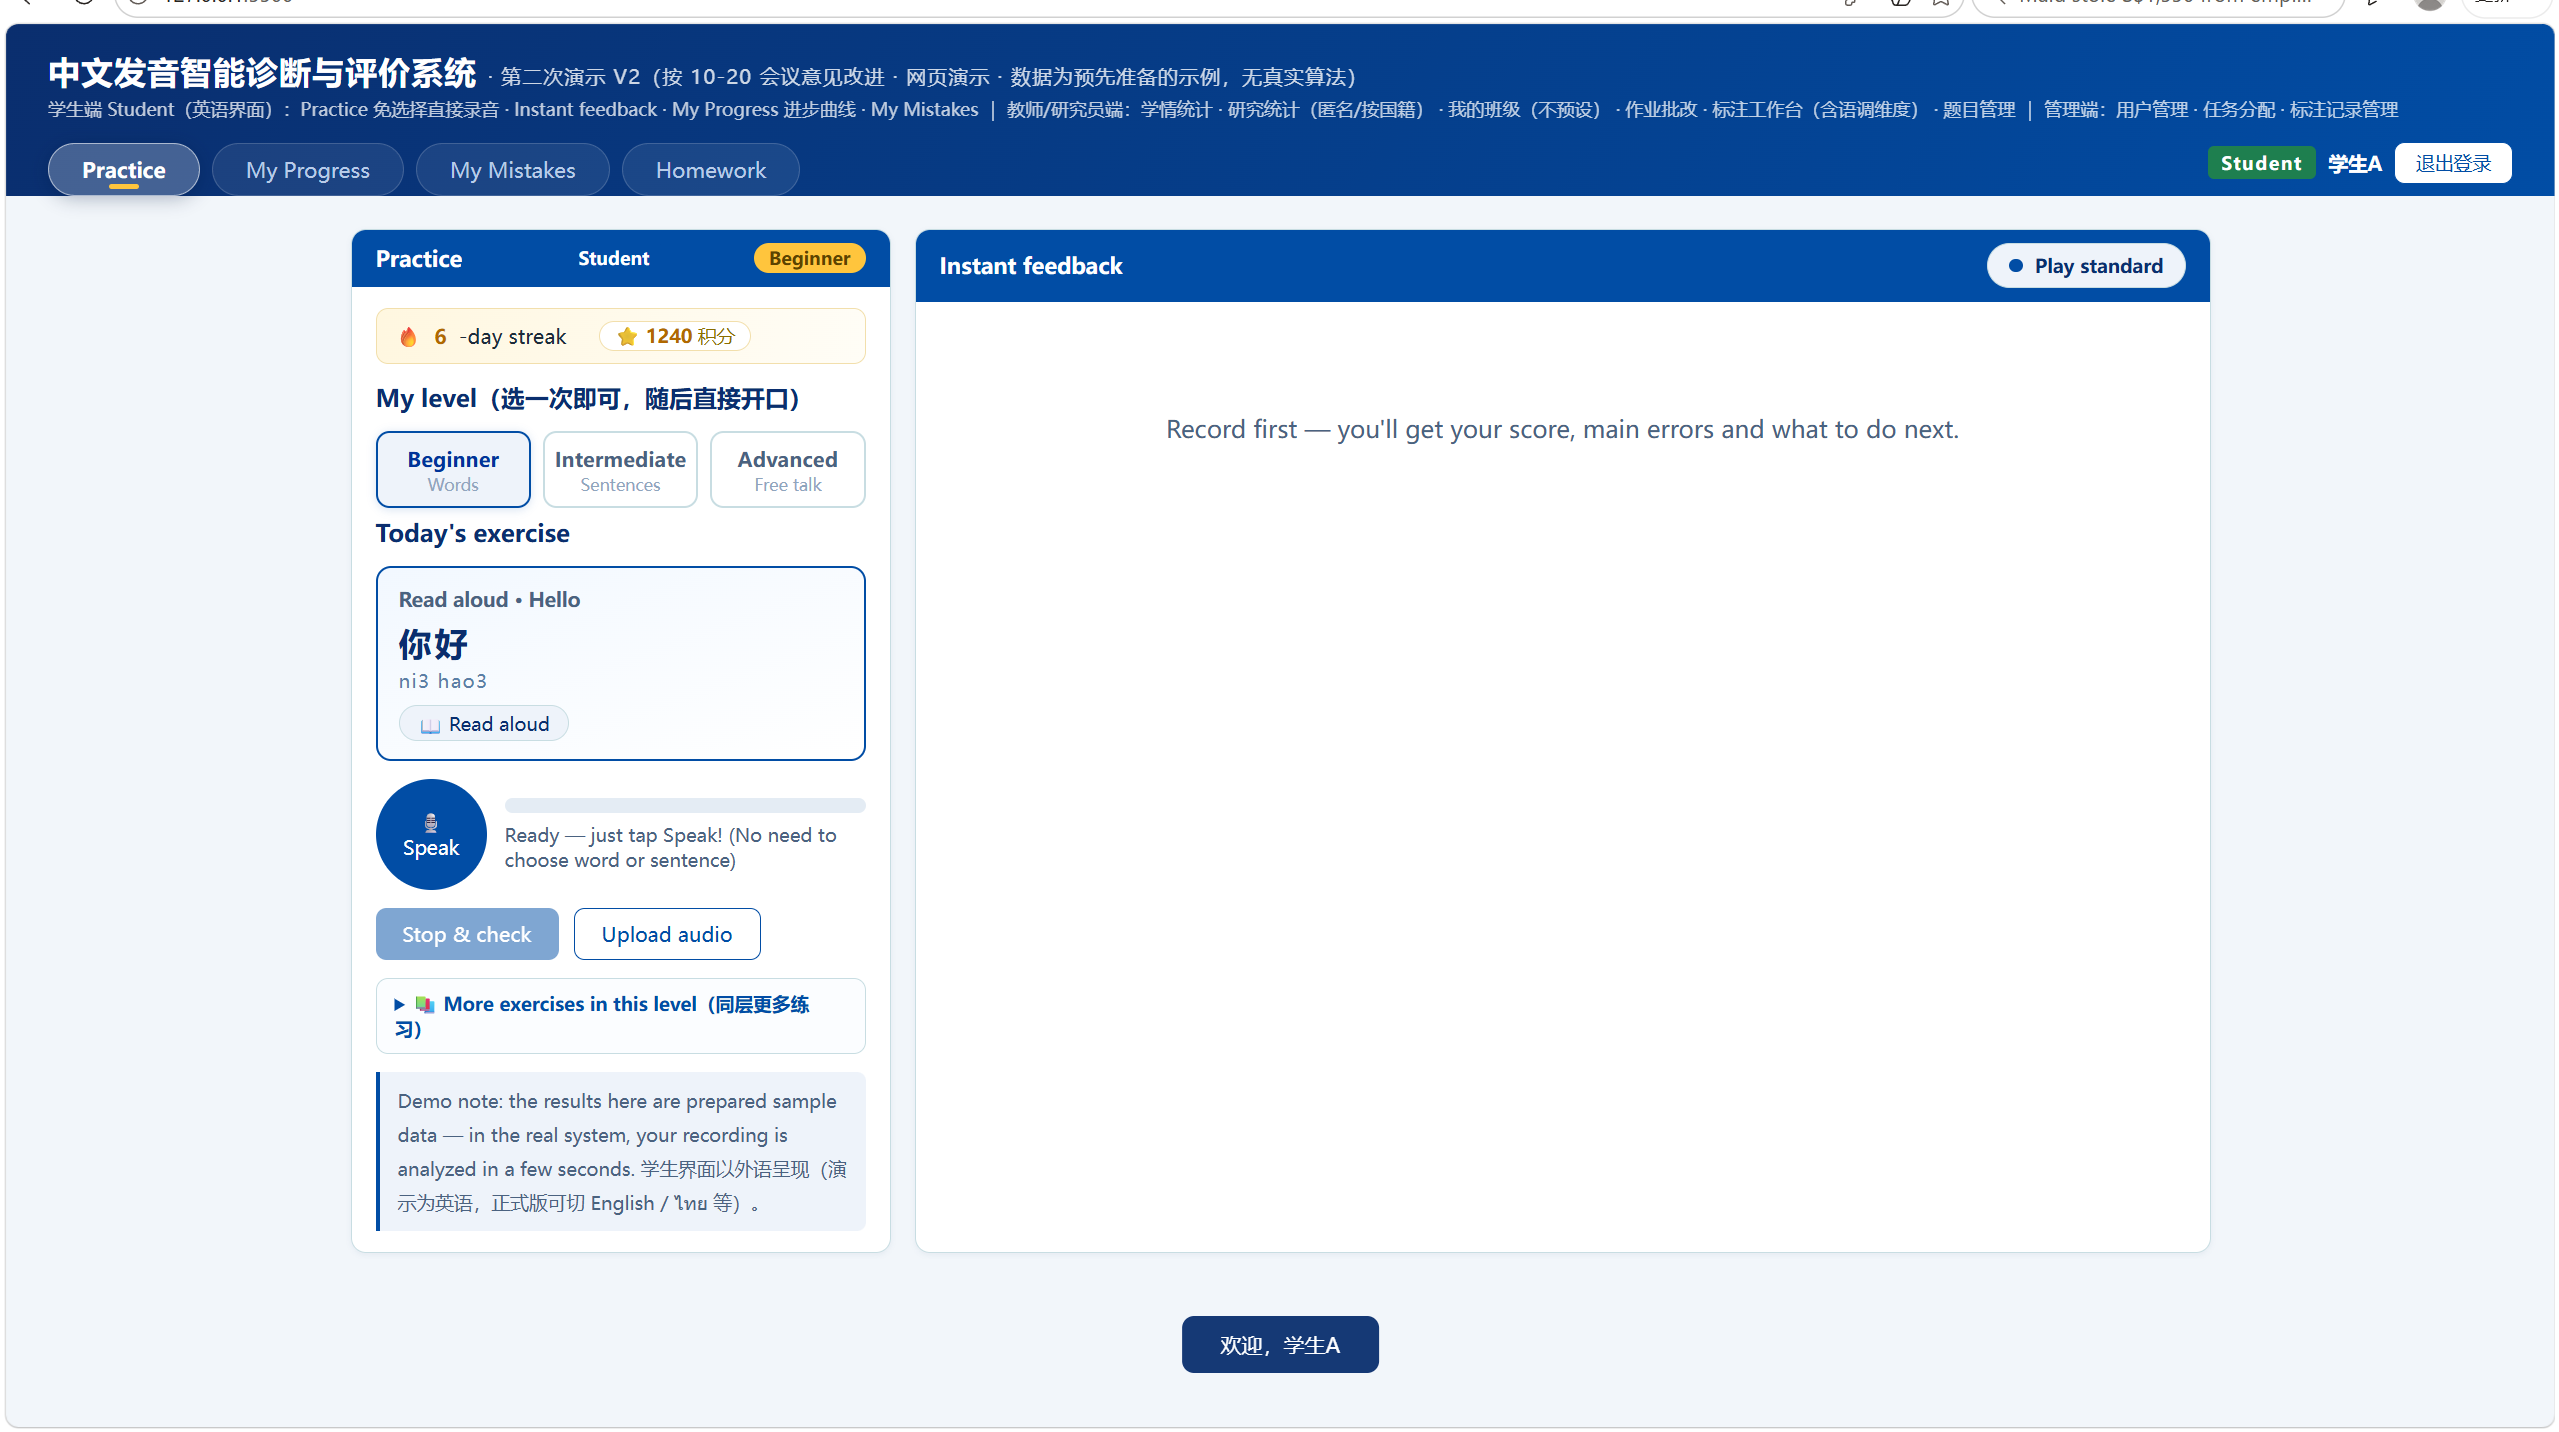 中文发音智能诊断与评价系统 · 第二次演示 V2（按 10-20 会议意见改进 · 网页演示 · 数据为预先准备的示例，无真实算法）
学生端 Student（英语界面）：Practice 免选择直接录音 · Instant feedback · My Progress 进步曲线 · My Mistakes ｜ 教师/研究员端：学情统计 · 研究统计（匿名/按国籍） · 我的班级（不预设） · 作业批改 · 标注工作台（含语调维度） · 题目管理 ｜ 管理端：用户管理 · 任务分配 · 标注记录管理
Practice
My Progress
My Mistakes
Homework
Student 学生A 退出登录
Practice Student Beginner
6 -day streak 1240 积分
My level（选一次即可，随后直接开口）
Beginner
Words
Intermediate
Sentences
Advanced
Free talk
Today's exercise
Read aloud • Hello
你好
ni3 hao3
📖 Read aloud
Speak
Ready — just tap Speak! (No need to
choose word or sentence)
Stop & check
Upload audio
More exercises in this level（同层更多练
习）
Demo note: the results here are prepared sample
data — in the real system, your recording is
analyzed in a few seconds. 学生界面以外语呈现（演
示为英语，正式版可切 English / ไทย 等）。
Instant feedback
Play standard
Record first — you'll get your score, main errors and what to do next.
欢迎，学生A